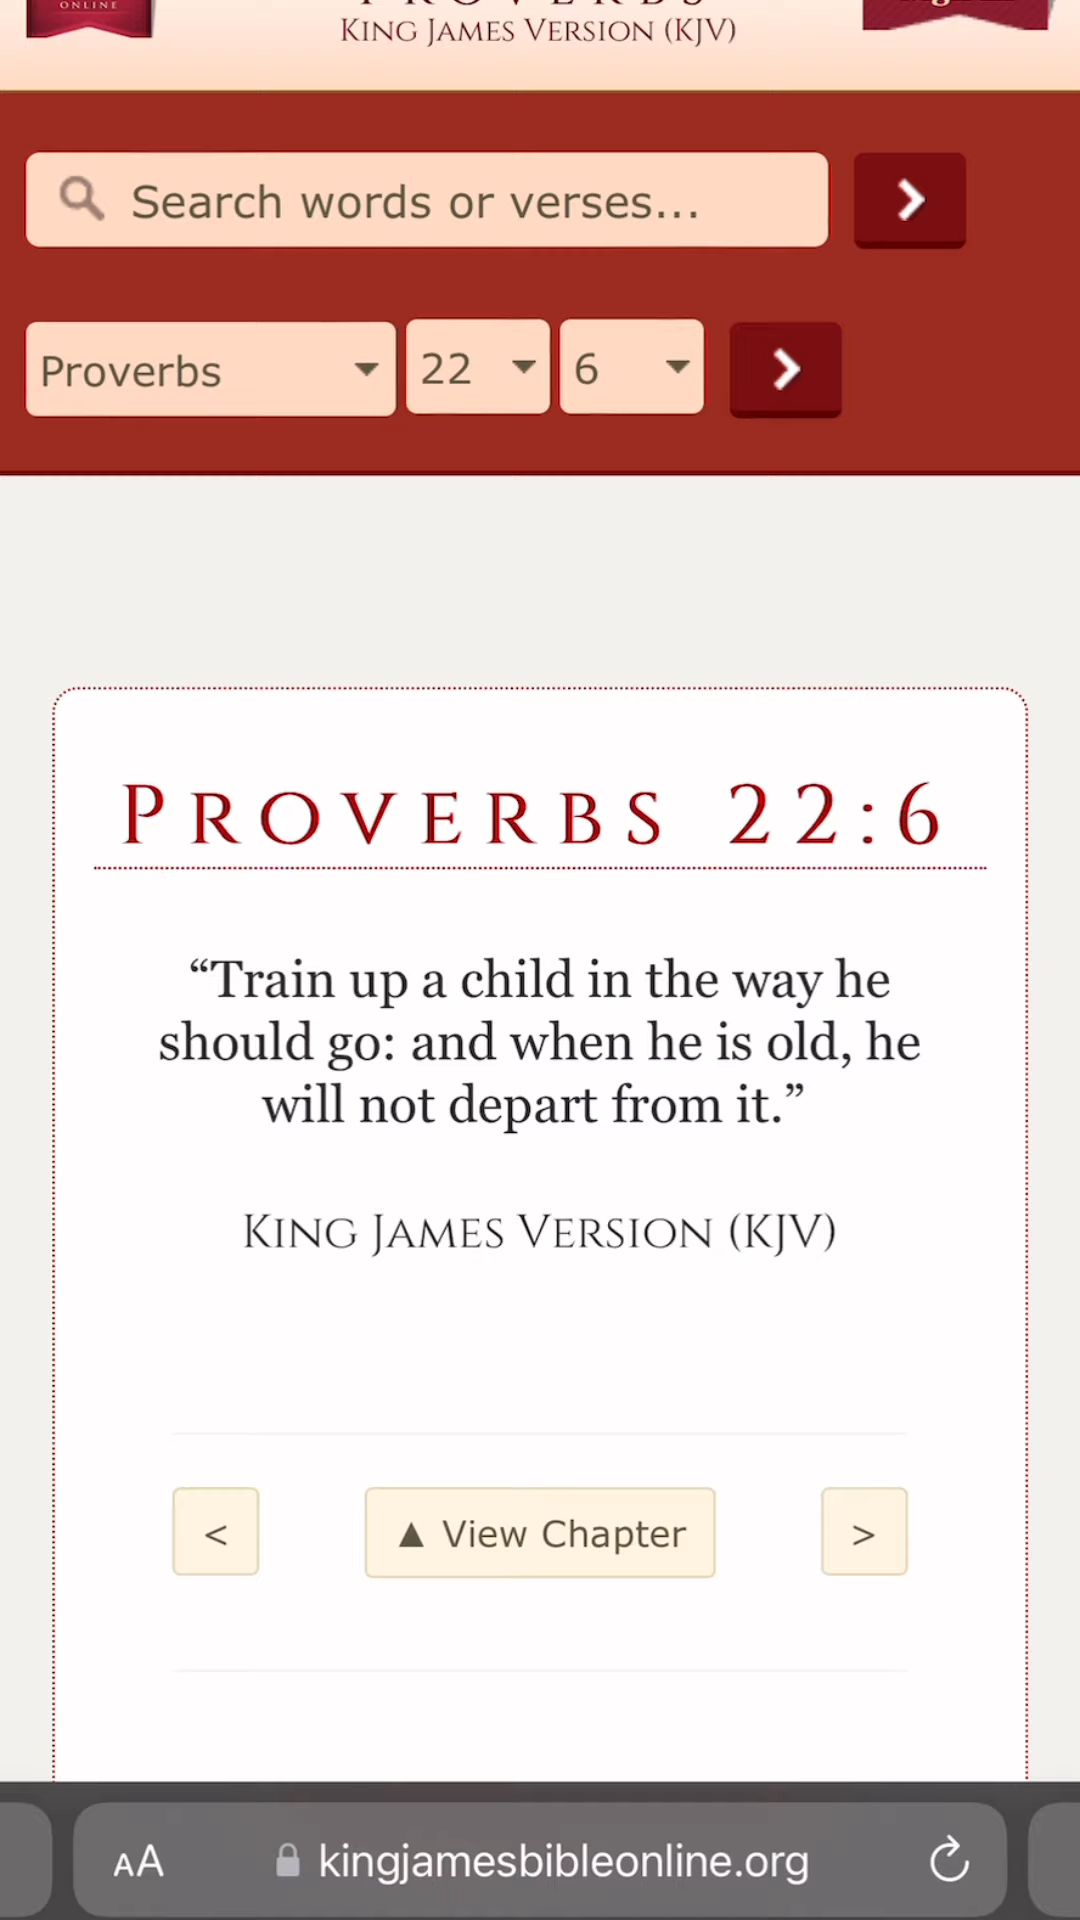 ONLINE
PROVERBS
KING JAMES VERSION (KJV)
Search words or verses...
Proverbs 22 6
PROVERBS 22:6
“Train up a child in the way he
should go: and when he is old, he
will not depart from it.”
KING JAMES VERSION (KJV)
<
▲ View Chapter
>
AA kingjamesbibleonline.org